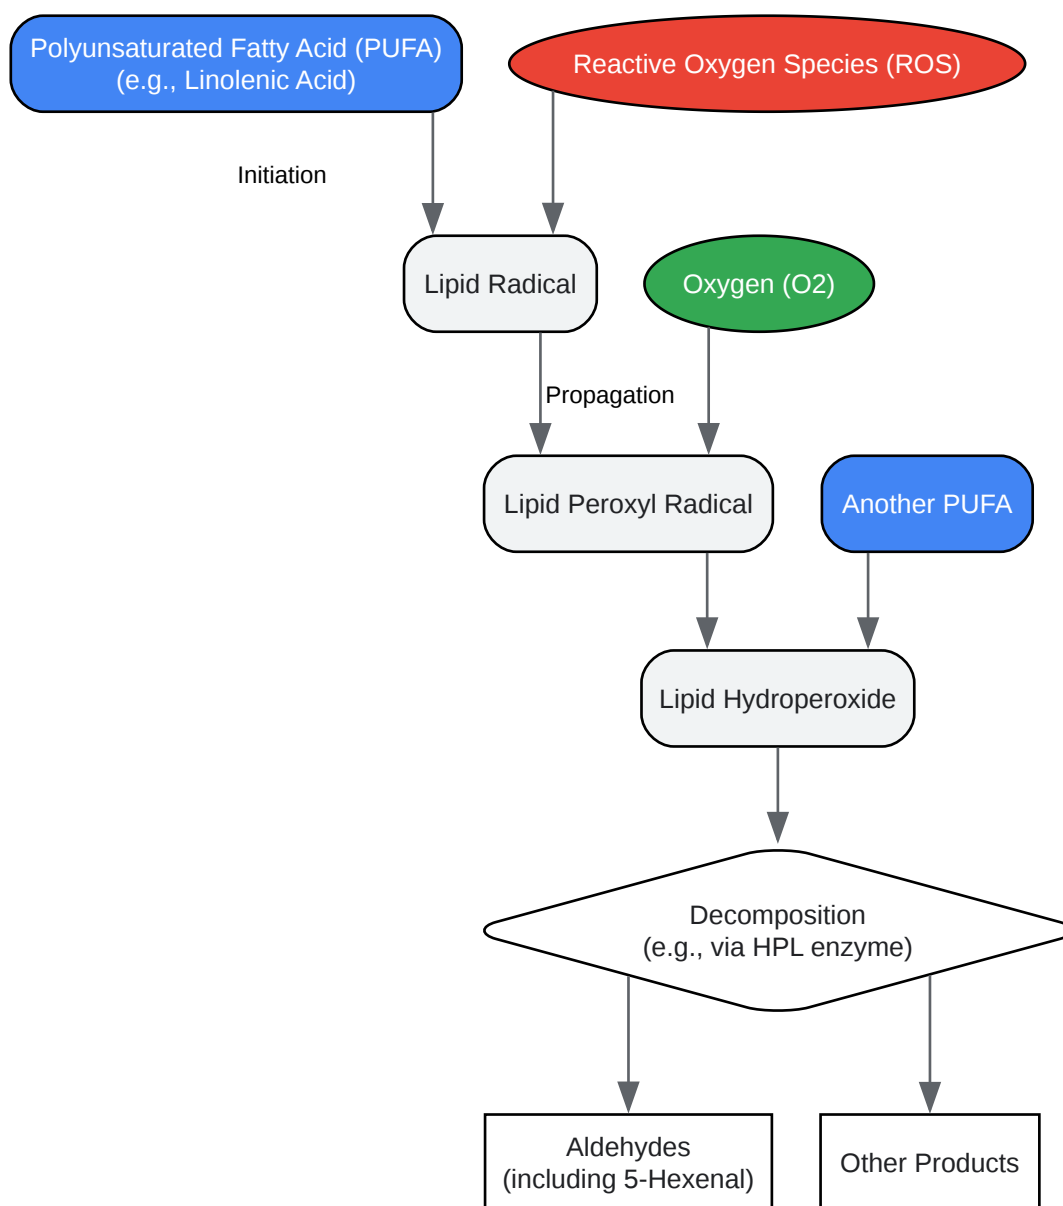 Polyunsaturated Fatty Acid (PUFA)
(e.g., Linolenic Acid)
Reactive Oxygen Species (ROS)
Initiation
Lipid Radical
Oxygen (O2)
Propagation
Lipid Peroxyl Radical
Another PUFA
Lipid Hydroperoxide
Decomposition
(e.g., via HPL enzyme)
Aldehydes
(including 5-Hexenal)
Other Products